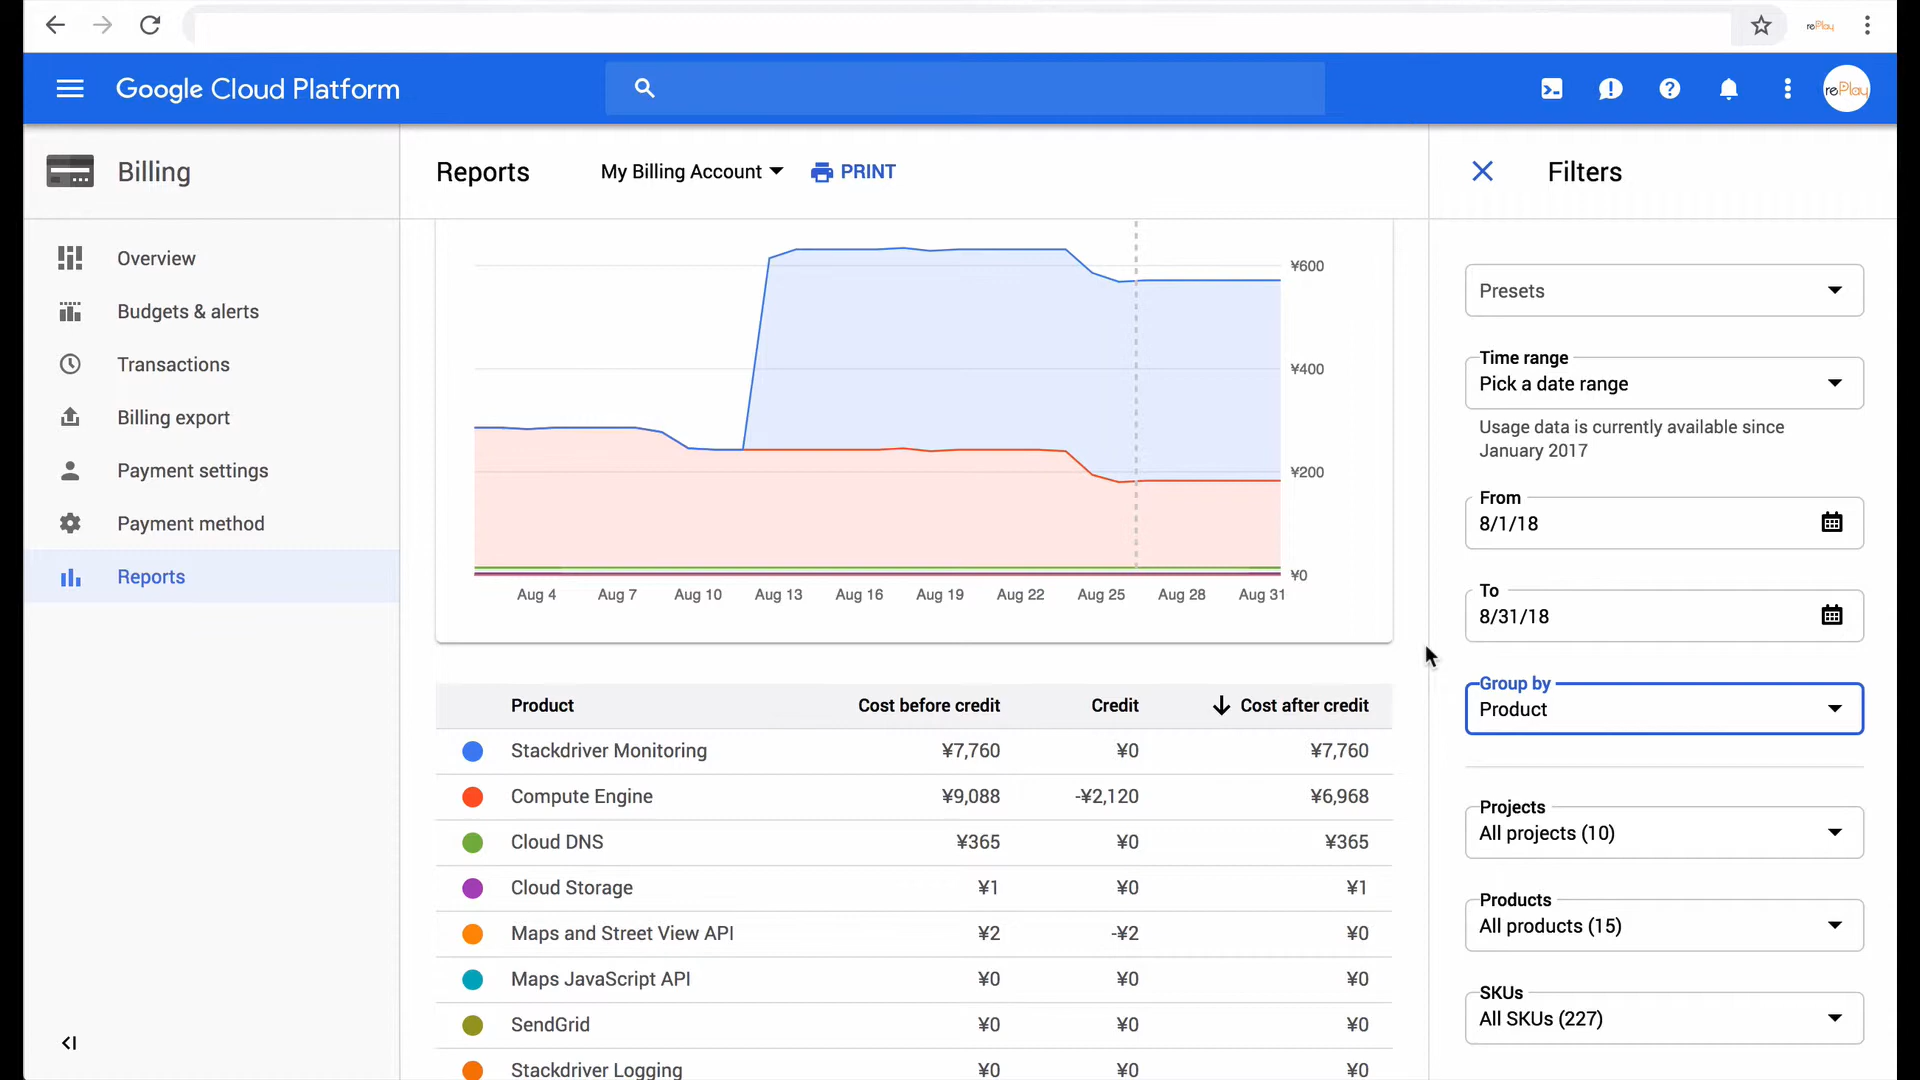 rePlay
Google Cloud Platform
rePlay
Billing
Reports
My Billing Account
PRINT
Filters
Overview
Budgets & alerts
Transactions
Billing export
Payment settings
Payment method
Reports
¥600
¥400
¥200
¥0
Aug 4 Aug 7 Aug 10 Aug 13 Aug 16 Aug 19 Aug 22 Aug 25 Aug 28 Aug 31
Product Cost before credit Credit Cost after credit
Stackdriver Monitoring ¥7,760 ¥0 ¥7,760
Compute Engine ¥9,088 -¥2,120 ¥6,968
Cloud DNS ¥365 ¥0 ¥365
Cloud Storage ¥1 ¥0 ¥1
Maps and Street View API ¥2 -¥2 ¥0
Maps JavaScript API ¥0 ¥0 ¥0
SendGrid ¥0 ¥0 ¥0
Stackdriver Logging ¥0 ¥0 ¥0
Presets
Time range
Pick a date range
Usage data is currently available since
January 2017
From
8/1/18
To
8/31/18
Group by
Product
Projects
All projects (10)
Products
All products (15)
SKUs
All SKUs (227)